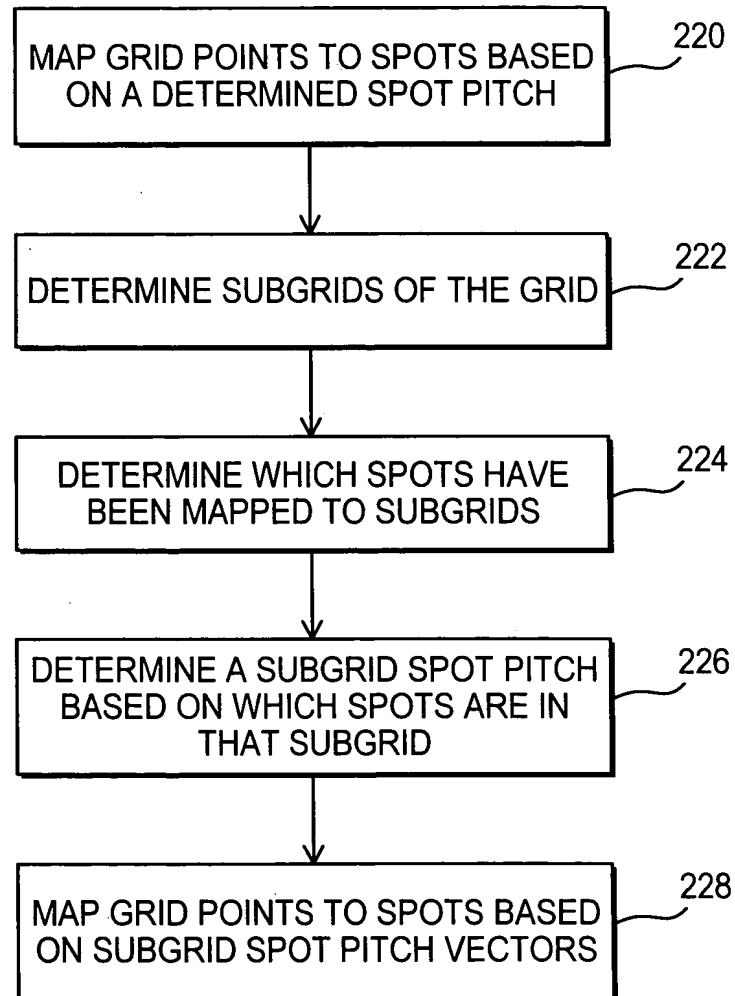 MAP GRID POINTS TO SPOTS BASED
ON A DETERMINED SPOT PITCH
220
DETERMINE SUBGRIDS OF THE GRID
222
DETERMINE WHICH SPOTS HAVE
BEEN MAPPED TO SUBGRIDS
224
DETERMINE A SUBGRID SPOT PITCH
BASED ON WHICH SPOTS ARE IN
THAT SUBGRID
226
MAP GRID POINTS TO SPOTS BASED
ON SUBGRID SPOT PITCH VECTORS
228